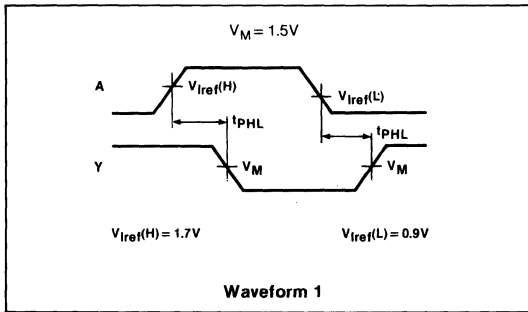 VM = 1.5V
A
VIref(H)
VIref(L)
tPHL
tPHL
Y
VM
VM
VIref(H) = 1.7V
VIref(L) = 0.9V
Waveform 1